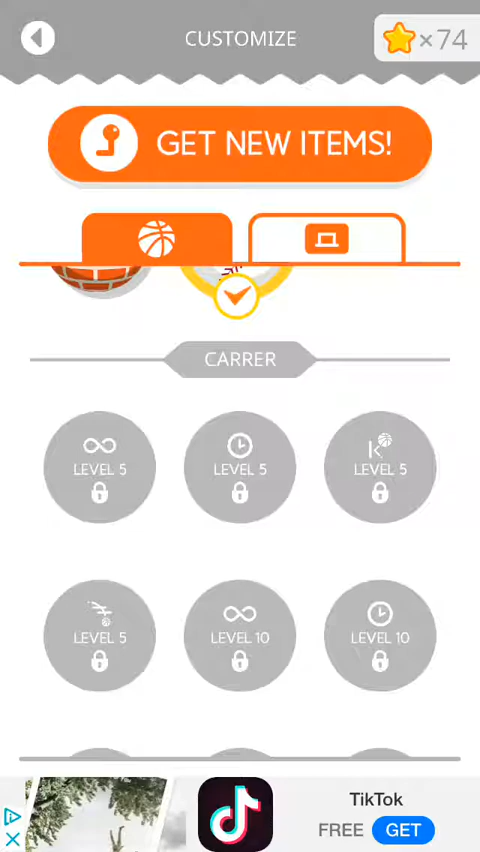 CUSTOMIZE
×74
GET NEW ITEMS!
CARRER
LEVEL 5
LEVEL 5
LEVEL 5
LEVEL 5
LEVEL 10
LEVEL 10
TikTok
FREE
GET